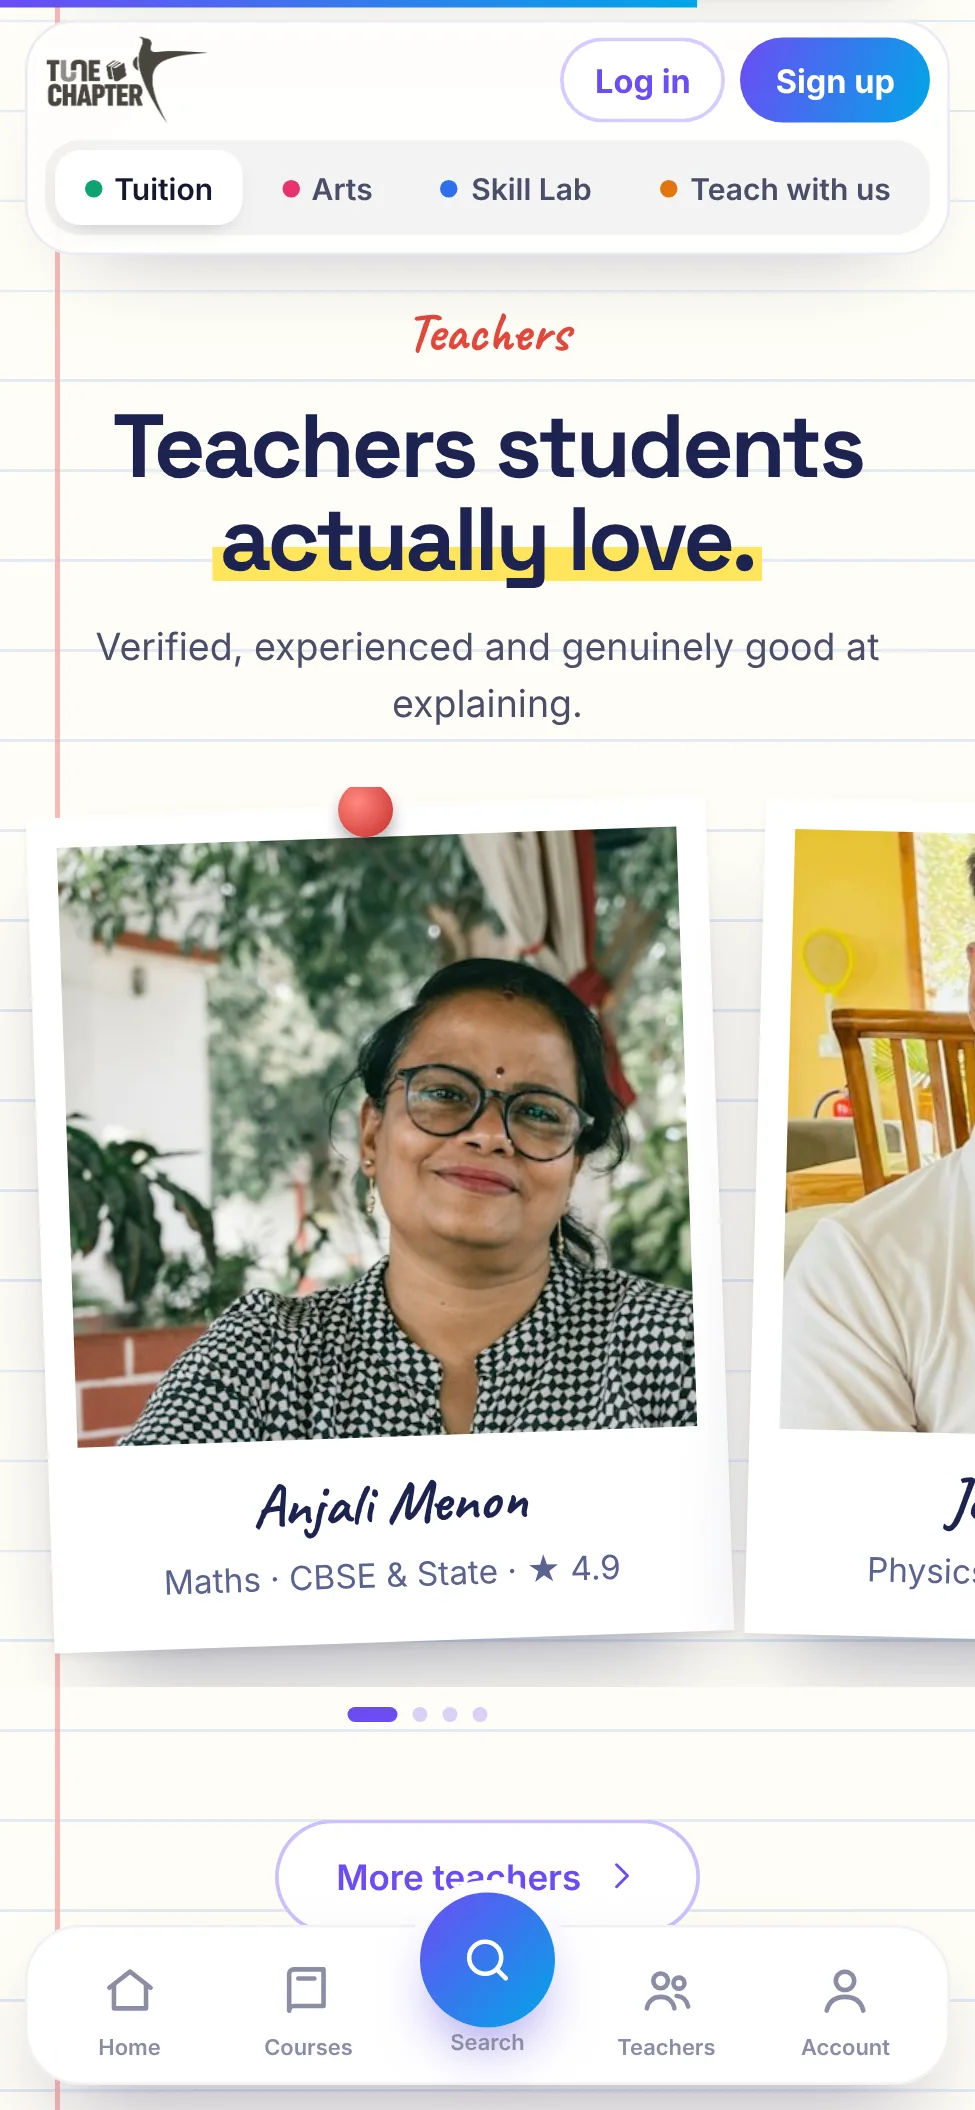 TUNE
CHAPTER
Log in
Sign up
Tuition
Arts
Skill Lab
Teach with us
Teachers
Teachers students
actually love.
Verified, experienced and genuinely good at
explaining.
Anjali Menon
Maths · CBSE & State · ★ 4.9
More teachers
Home
Courses
Search
Teachers
Account